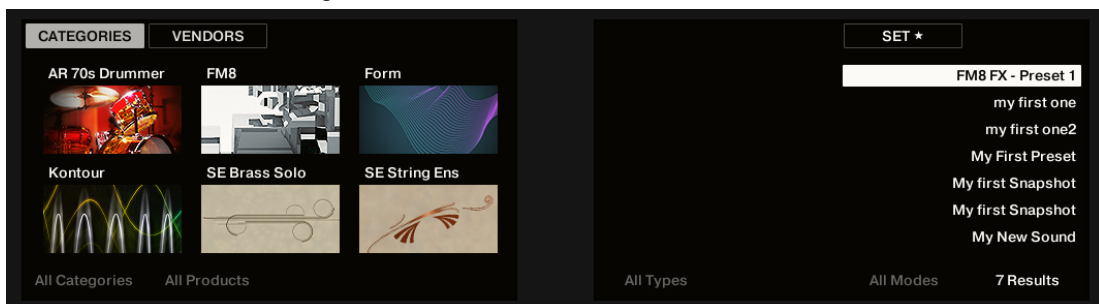 CATEGORIES VENDORS
AR 70s Drummer FM8 Form
Kontour SE Brass Solo SE String Ens
All Categories All Products
SET ★
FM8 FX - Preset 1
my first one
my first one2
My First Preset
My first Snapshot
My first Snapshot
My New Sound
All Types All Modes 7 Results